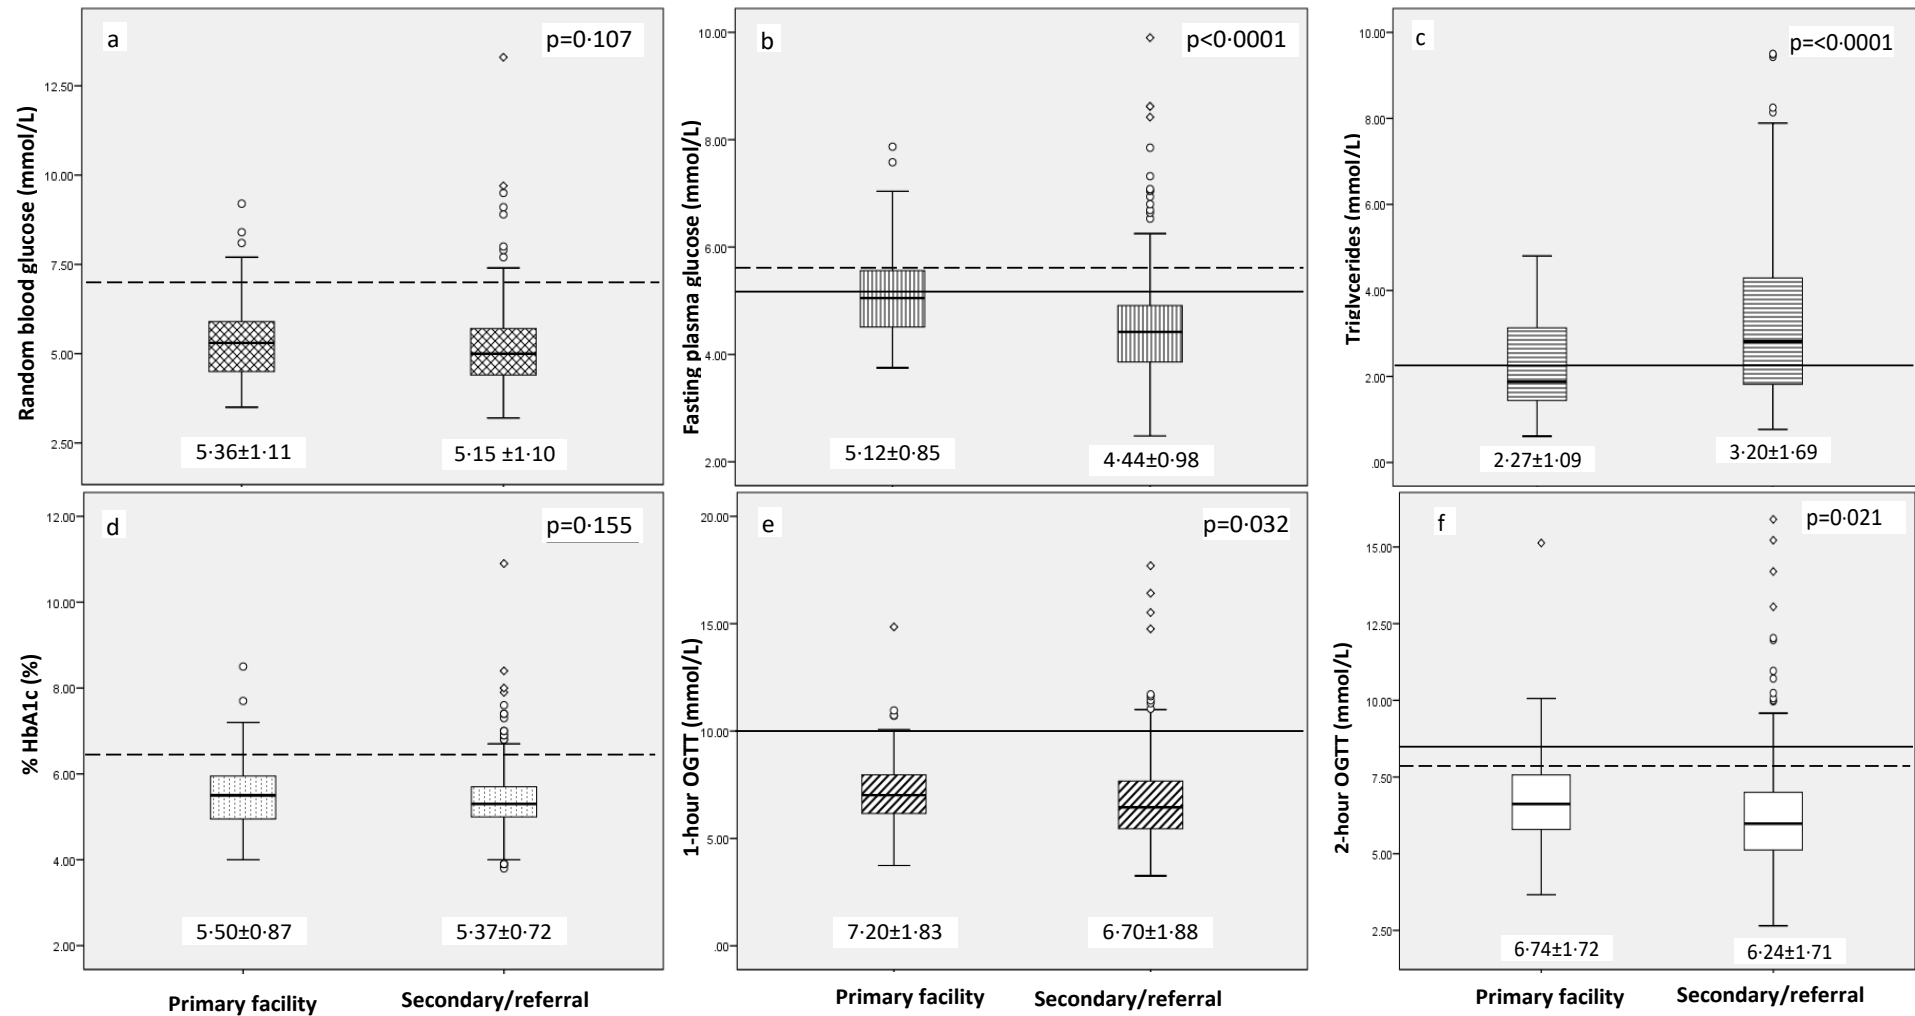 a
p=0·107
Random blood glucose (mmol/L)
12.50
10.00
7.50
5.00
2.50
5·36±1·11
5·15 ±1·10
b
p<0·0001
Fasting plasma glucose (mmol/L)
10.00
8.00
6.00
4.00
2.00
5·12±0·85
4·44±0·98
c
p=<0·0001
Triglycerides (mmol/L)
10.00
8.00
6.00
4.00
2.00
.00
2·27±1·09
3·20±1·69
d
p=0·155
% HbA1c (%)
12.00
10.00
8.00
6.00
4.00
2.00
5·50±0·87
5·37±0·72
Primary facility
Secondary/referral
e
p=0·032
1-hour OGTT (mmol/L)
20.00
15.00
10.00
5.00
.00
7·20±1·83
6·70±1·88
Primary facility
Secondary/referral
f
p=0·021
2-hour OGTT (mmol/L)
15.00
12.50
10.00
7.50
5.00
2.50
6·74±1·72
6·24±1·71
Primary facility
Secondary/referral